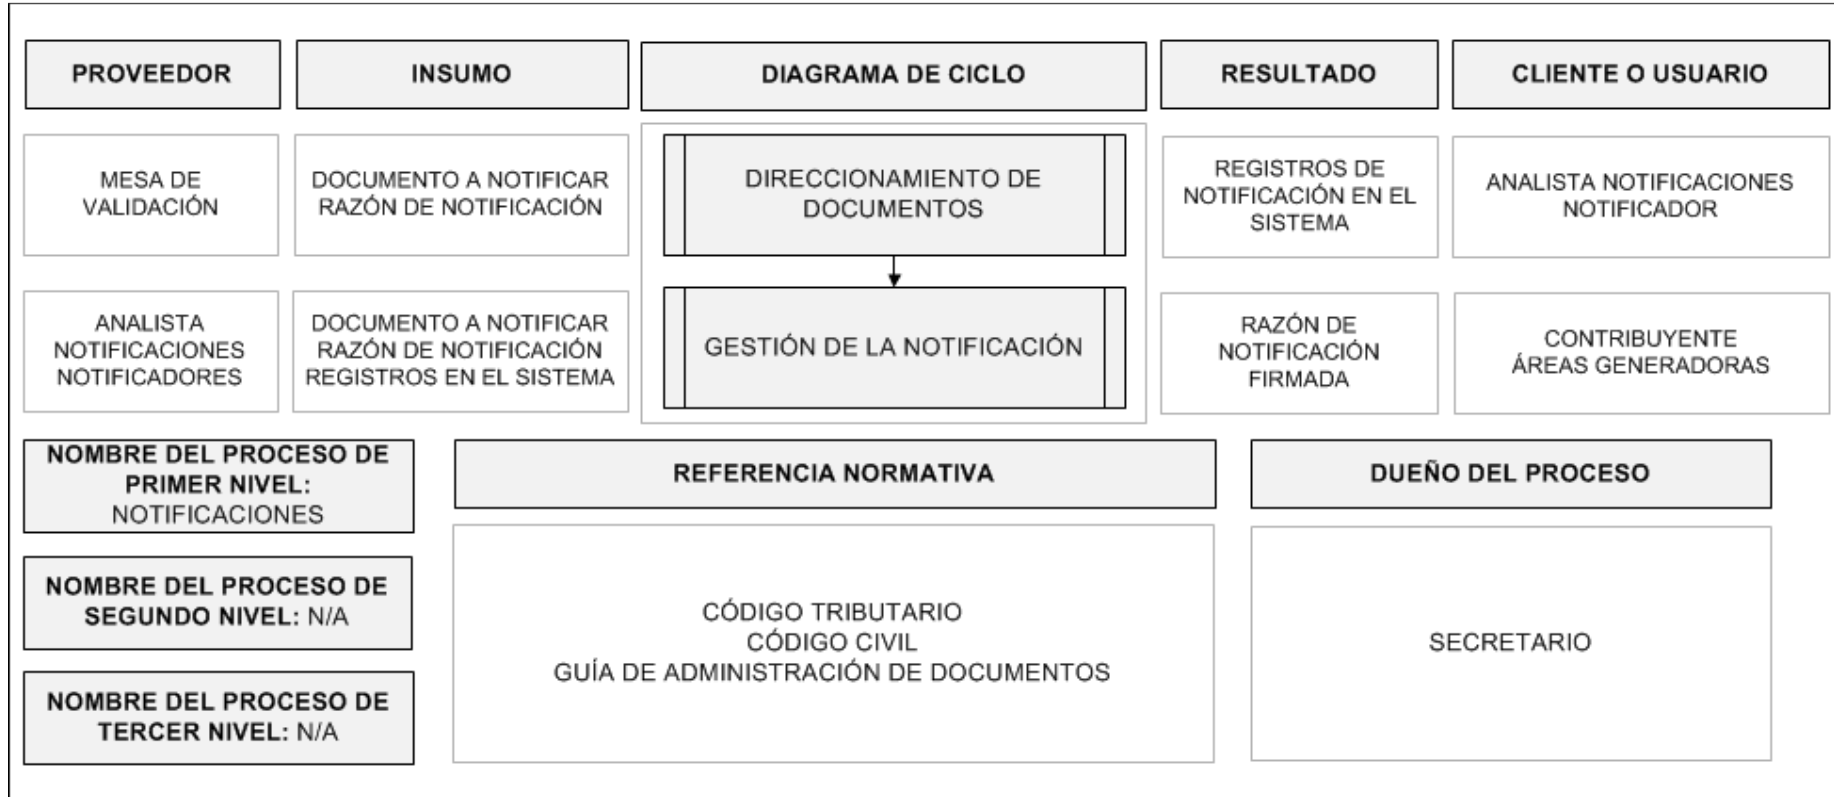 PROVEEDOR
INSUMO
DIAGRAMA DE CICLO
RESULTADO
CLIENTE O USUARIO
MESA DE
VALIDACIÓN
DOCUMENTO A NOTIFICAR
RAZÓN DE NOTIFICACIÓN
DIRECCIONAMIENTO DE
DOCUMENTOS
REGISTROS DE
NOTIFICACIÓN EN EL
SISTEMA
ANALISTA NOTIFICACIONES
NOTIFICADOR
ANALISTA
NOTIFICACIONES
NOTIFICADORES
DOCUMENTO A NOTIFICAR
RAZÓN DE NOTIFICACIÓN
REGISTROS EN EL SISTEMA
GESTIÓN DE LA NOTIFICACIÓN
RAZÓN DE
NOTIFICACIÓN
FIRMADA
CONTRIBUYENTE
ÁREAS GENERADORAS
NOMBRE DEL PROCESO DE
PRIMER NIVEL:
NOTIFICACIONES
NOMBRE DEL PROCESO DE
SEGUNDO NIVEL: N/A
NOMBRE DEL PROCESO DE
TERCER NIVEL: N/A
REFERENCIA NORMATIVA
CÓDIGO TRIBUTARIO
CÓDIGO CIVIL
GUÍA DE ADMINISTRACIÓN DE DOCUMENTOS
DUEÑO DEL PROCESO
SECRETARIO